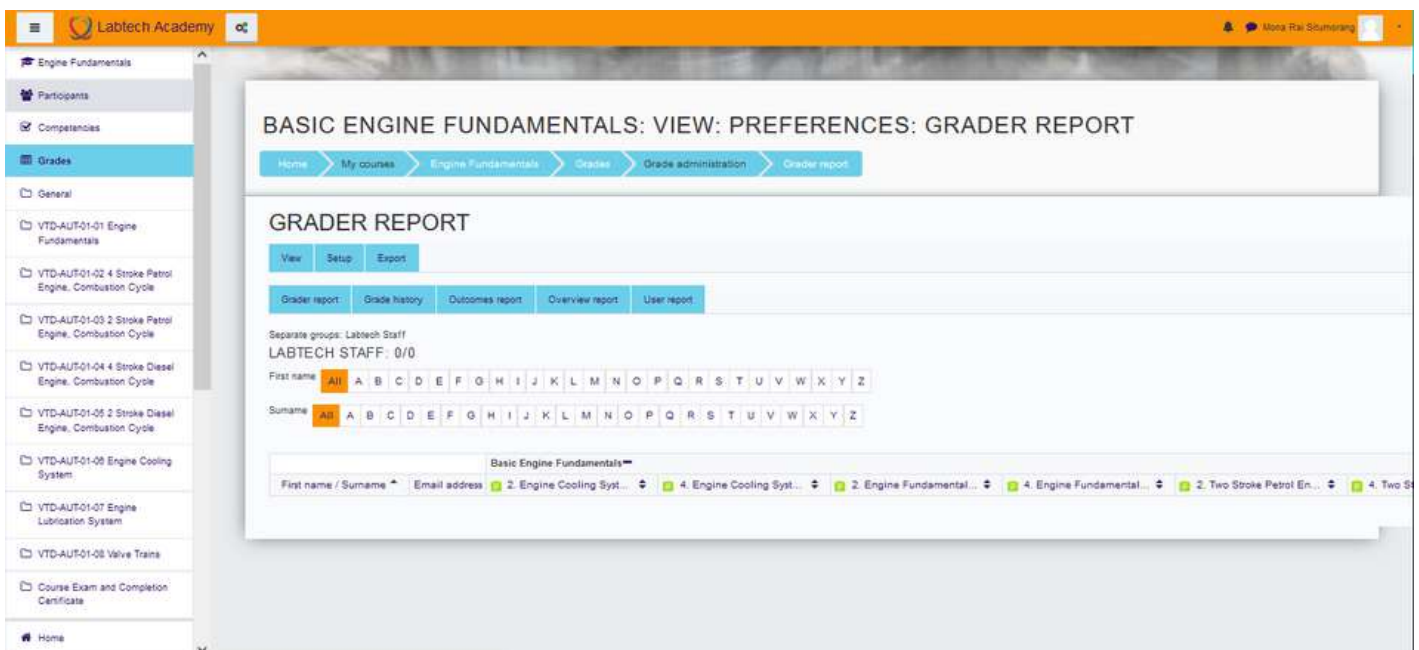 Labtech Academy
Mona Rai Situmorang
Engine Fundamentals
Participants
Competencies
Grades
General
VTD-AUT-01-01 Engine
Fundamentals
VTD-AUT-01-02 4 Stroke Petrol
Engine, Combustion Cycle
VTD-AUT-01-03 2 Stroke Petrol
Engine, Combustion Cycle
VTD-AUT-01-04 4 Stroke Diesel
Engine, Combustion Cycle
VTD-AUT-01-05 2 Stroke Diesel
Engine, Combustion Cycle
VTD-AUT-01-06 Engine Cooling
System
VTD-AUT-01-07 Engine
Lubrication System
VTD-AUT-01-08 Valve Trains
Course Exam and Completion
Certificate
Home
BASIC ENGINE FUNDAMENTALS: VIEW: PREFERENCES: GRADER REPORT
Home My courses Engine Fundamentals Grades Grade administration Grader report
GRADER REPORT
View Setup Export
Grader report Grade history Outcomes report Overview report User report
Separate groups: Labtech Staff
LABTECH STAFF: 0/0
First name All A B C D E F G H I J K L M N O P Q R S T U V W X Y Z
Surname All A B C D E F G H I J K L M N O P Q R S T U V W X Y Z
Basic Engine Fundamentals
First name / Surname Email address 2. Engine Cooling Syst... 4. Engine Cooling Syst... 2. Engine Fundamental... 4. Engine Fundamental... 2. Two Stroke Petrol En... 4. Two St